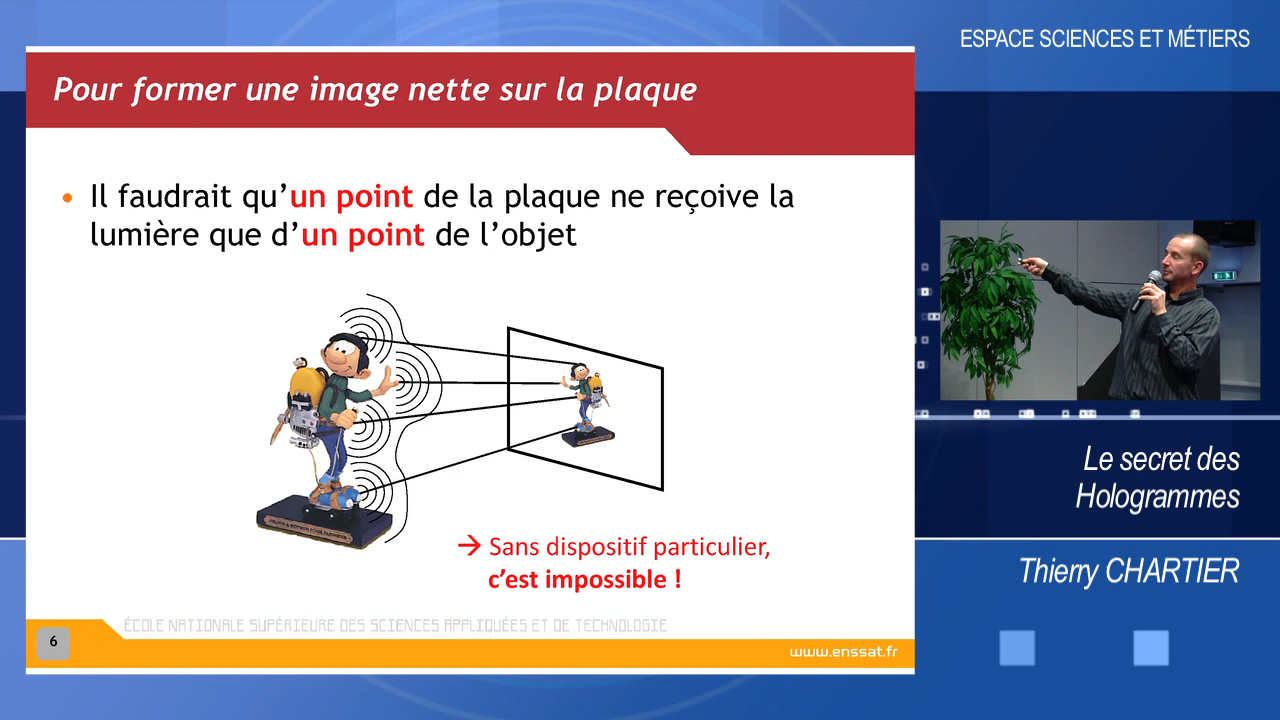 ESPACE SCIENCES ET MÉTIERS
Pour former une image nette sur la plaque
• Il faudrait qu’un point de la plaque ne reçoive la
lumière que d’un point de l’objet
→ Sans dispositif particulier,
c’est impossible !
ÉCOLE NATIONALE SUPÉRIEURE DES SCIENCES APPLIQUÉES ET DE TECHNOLOGIE
6
www.enssat.fr
Le secret des
Hologrammes
Thierry CHARTIER